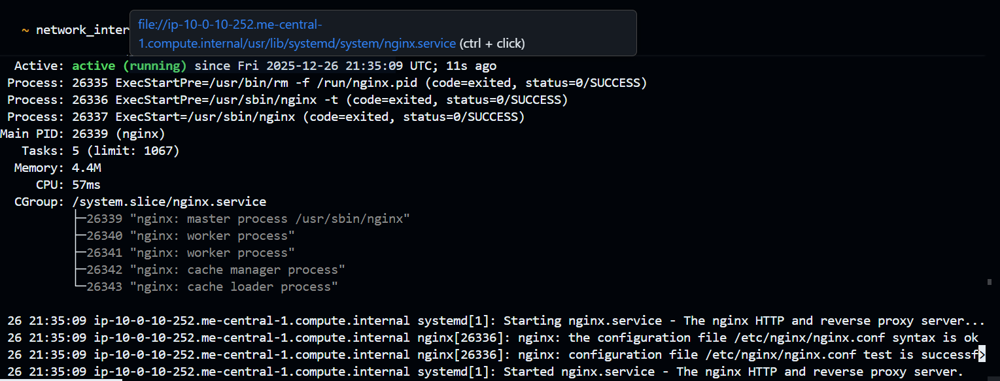 ~ network_inter
file://ip-10-0-10-252.me-central-
1.compute.internal/usr/lib/systemd/system/nginx.service (ctrl + click)
Active: active (running) since Fri 2025-12-26 21:35:09 UTC; 11s ago
Process: 26335 ExecStartPre=/usr/bin/rm -f /run/nginx.pid (code=exited, status=0/SUCCESS)
Process: 26336 ExecStartPre=/usr/sbin/nginx -t (code=exited, status=0/SUCCESS)
Process: 26337 ExecStart=/usr/sbin/nginx (code=exited, status=0/SUCCESS)
Main PID: 26339 (nginx)
Tasks: 5 (limit: 1067)
Memory: 4.4M
CPU: 57ms
CGroup: /system.slice/nginx.service
├─26339 "nginx: master process /usr/sbin/nginx"
├─26340 "nginx: worker process"
├─26341 "nginx: worker process"
├─26342 "nginx: cache manager process"
└─26343 "nginx: cache loader process"
26 21:35:09 ip-10-0-10-252.me-central-1.compute.internal systemd[1]: Starting nginx.service - The nginx HTTP and reverse proxy server...
26 21:35:09 ip-10-0-10-252.me-central-1.compute.internal nginx[26336]: nginx: the configuration file /etc/nginx/nginx.conf syntax is ok
26 21:35:09 ip-10-0-10-252.me-central-1.compute.internal nginx[26336]: nginx: configuration file /etc/nginx/nginx.conf test is successf>
26 21:35:09 ip-10-0-10-252.me-central-1.compute.internal systemd[1]: Started nginx.service - The nginx HTTP and reverse proxy server.